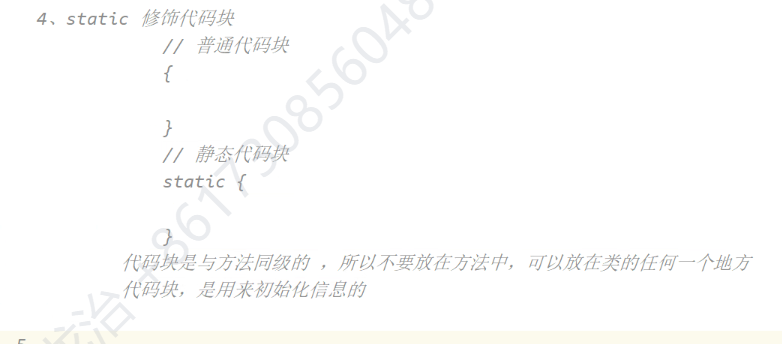 4、static 修饰代码块
// 普通代码块
{
}
// 静态代码块
static {
}
代码块是与方法同级的 ，所以不要放在方法中，可以放在类的任何一个地方
代码块，是用来初始化信息的